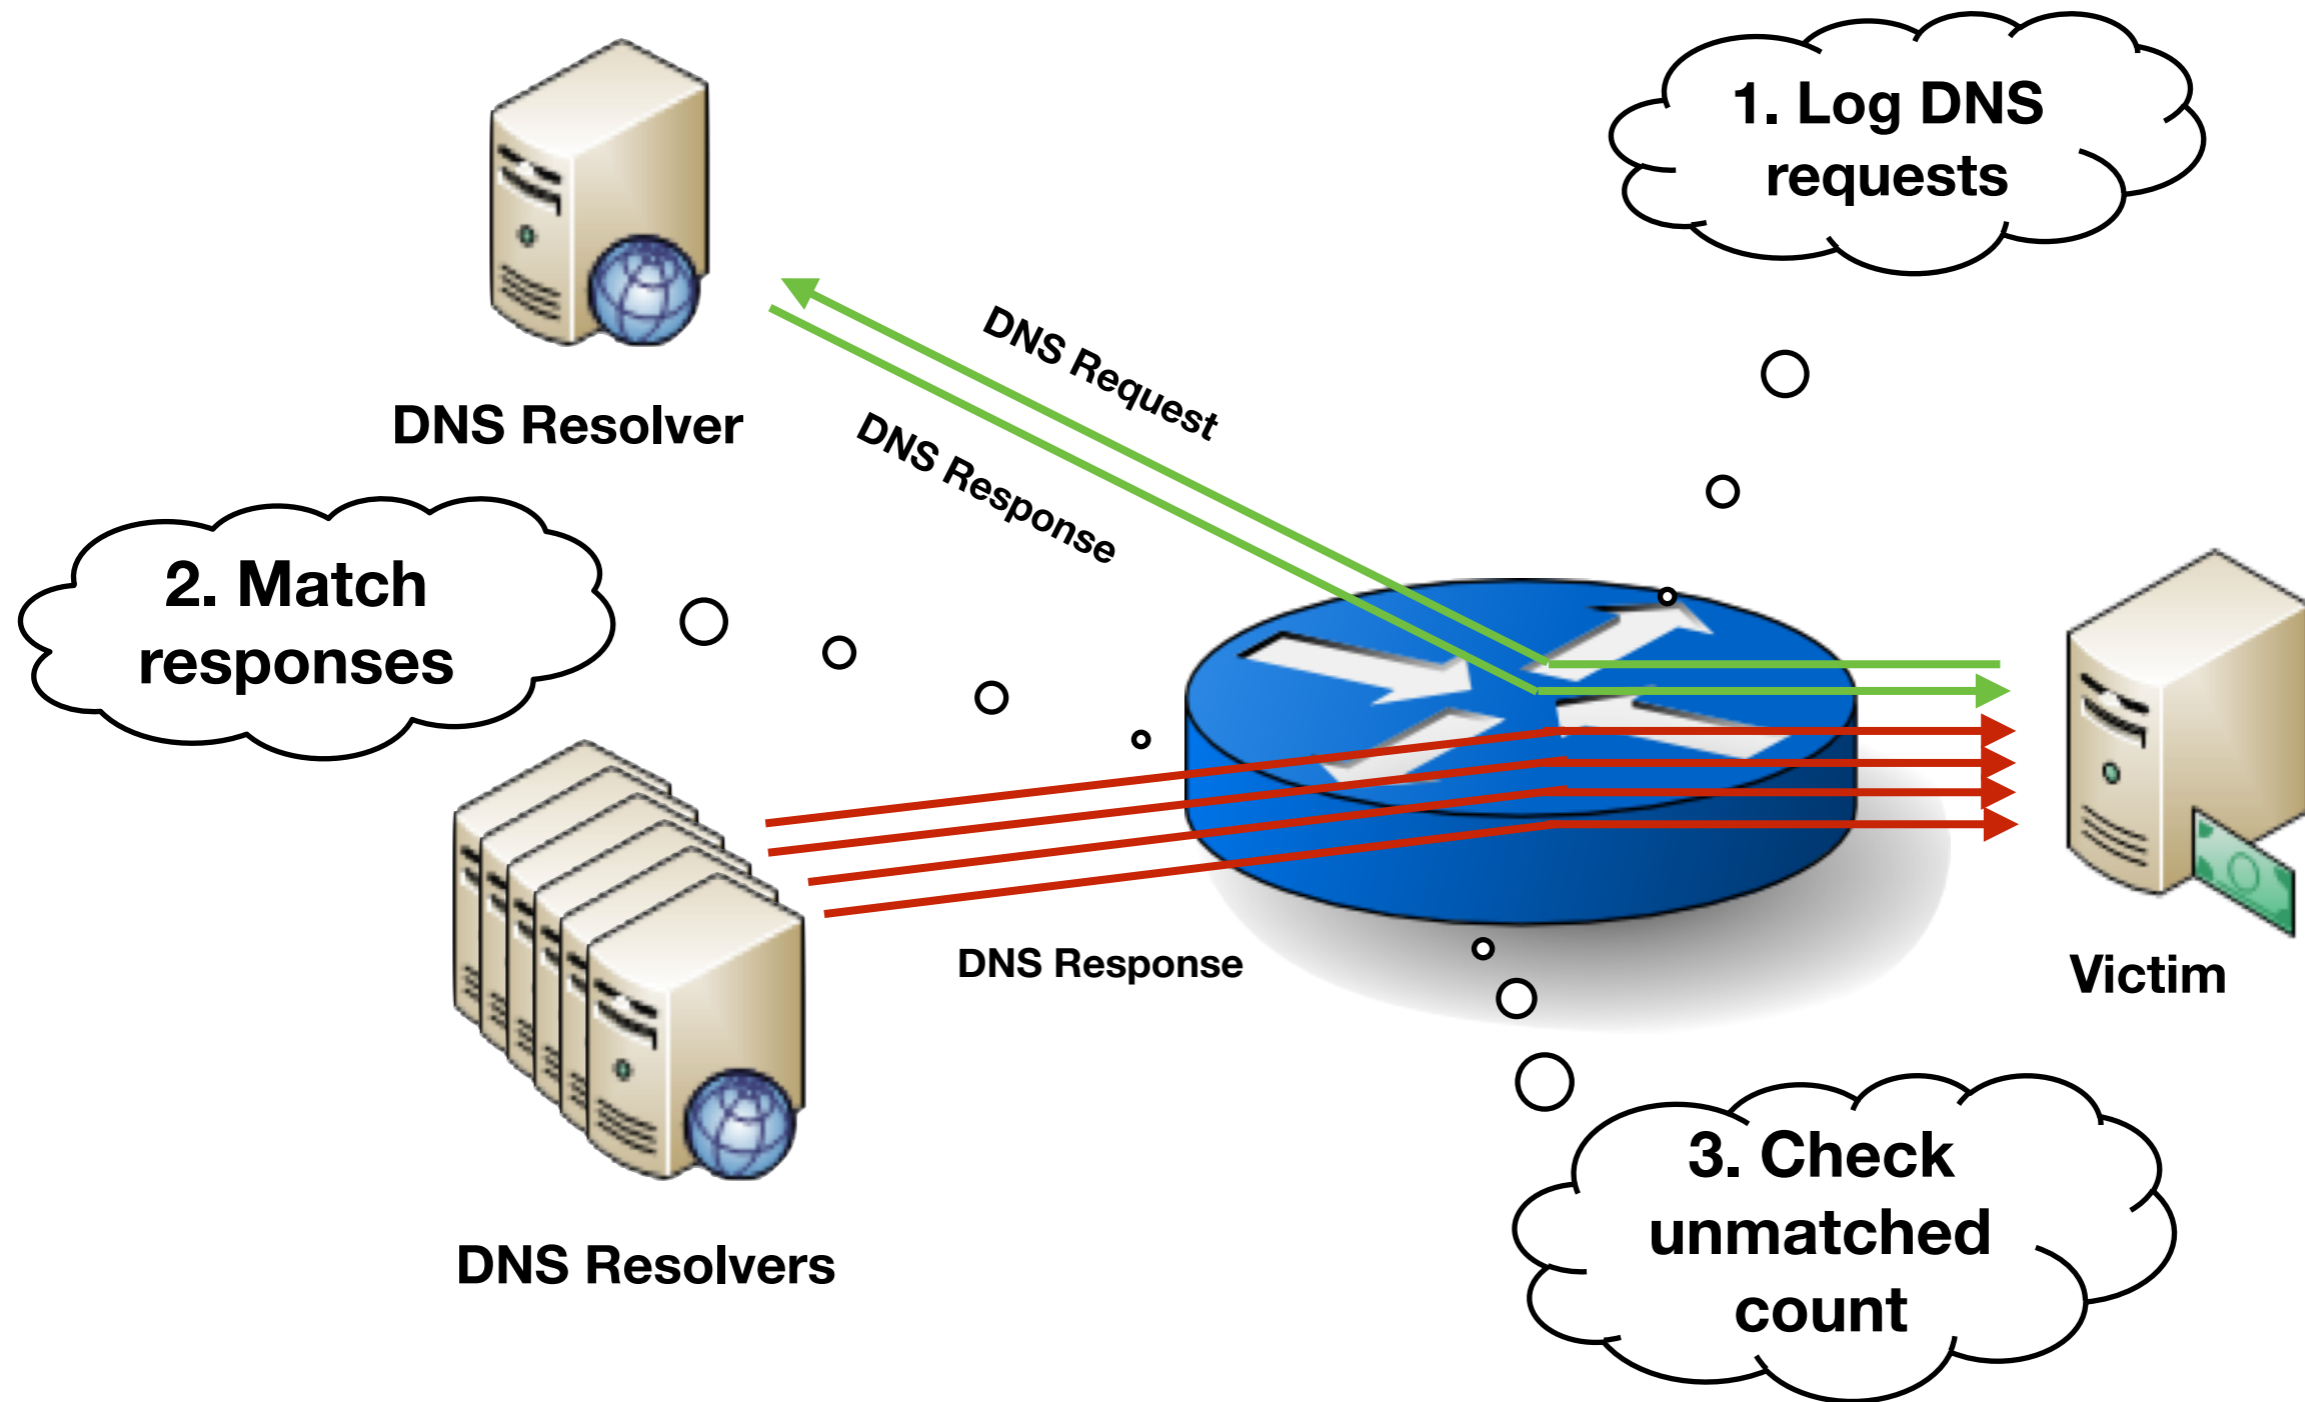 1. Log DNS
requests
DNS Request
DNS Response
DNS Resolver
2. Match
responses
DNS Response
Victim
3. Check
unmatched
count
DNS Resolvers